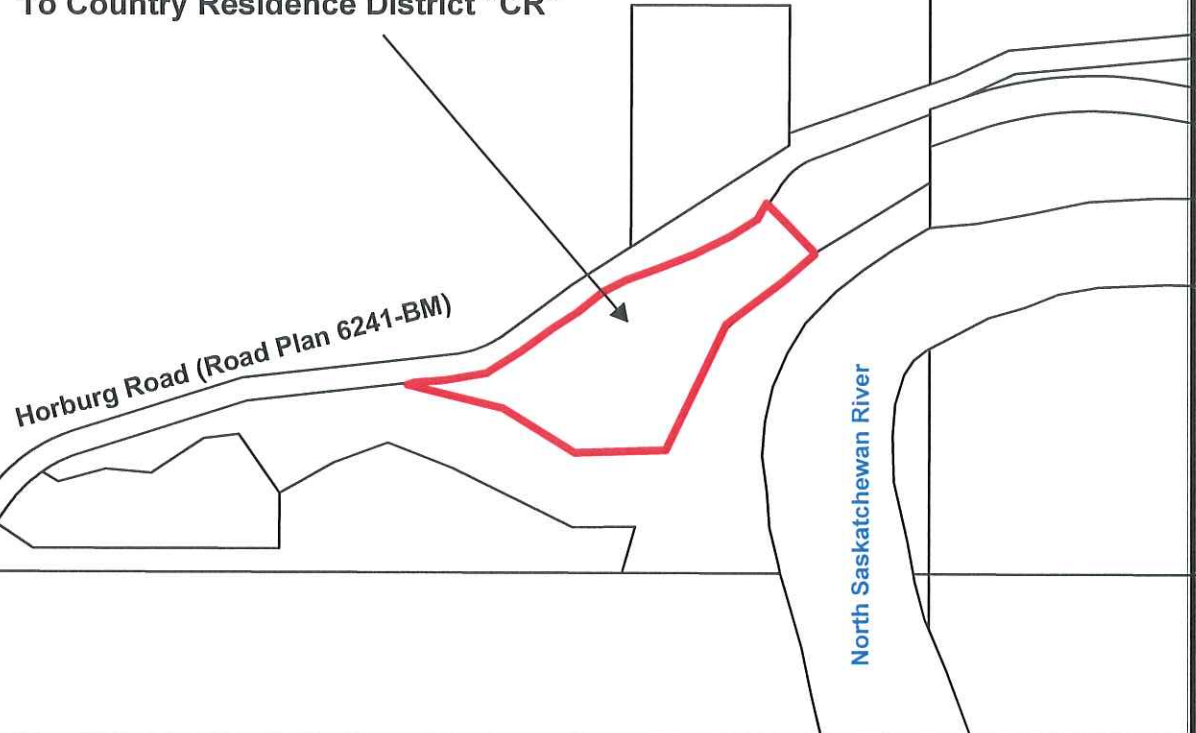 To Country Residence District "CR"
Horburg Road (Road Plan 6241-BM)
North Saskatchewan River